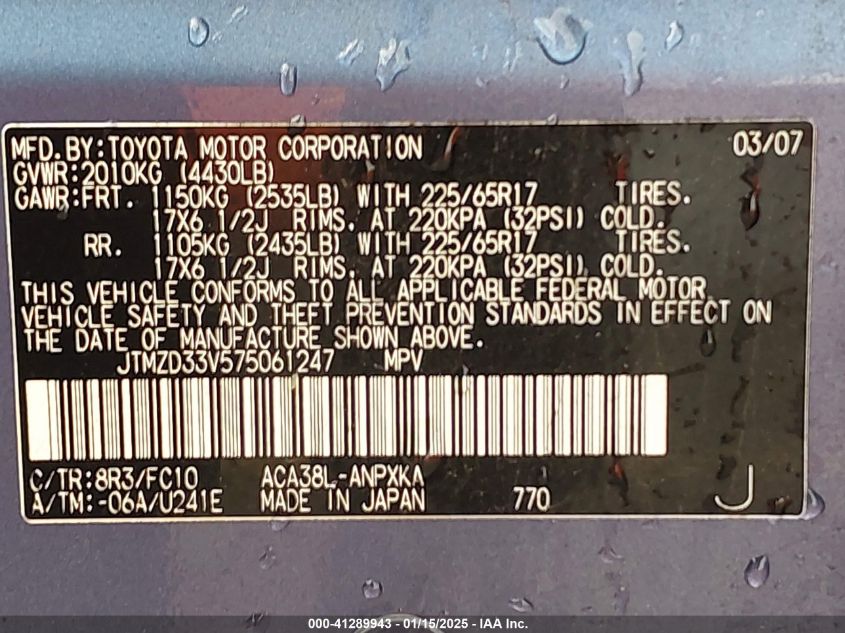 MFD.BY:TOYOTA MOTOR CORPORATION 03/07
GVWR:2010KG (4430LB)
GAWR:FRT. 1150KG (2535LB) WITH 225/65R17 TIRES.
17X6 1/2J RIMS. AT 220KPA (32PSI) COLD.
RR. 1105KG (2435LB) WITH 225/65R17 TIRES.
17X6 1/2J RIMS. AT 220KPA (32PSI) COLD.
THIS VEHICLE CONFORMS TO ALL APPLICABLE FEDERAL MOTOR
VEHICLE SAFETY AND THEFT PREVENTION STANDARDS IN EFFECT ON
THE DATE OF MANUFACTURE SHOWN ABOVE.
JTMZD33V575061247 MPV
C/TR:8R3/FC10 ACA38L-ANPXKA
A/TM:-06A/U241E MADE IN JAPAN 770 J
000-41289943 - 01/15/2025 - IAA Inc.